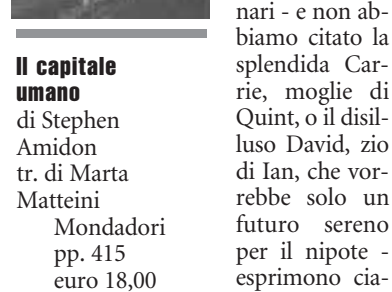 Il capitale
umano
di Stephen
Amidon
tr. di Marta
Matteini
Mondadori
pp. 415
euro 18,00
nari - e non ab-
biamo citato la
splendida Car-
rie, moglie di
Quint, o il disil-
luso David, zio
di Ian, che vor-
rebbe solo un
futuro sereno
per il nipote -
esprimono cia-